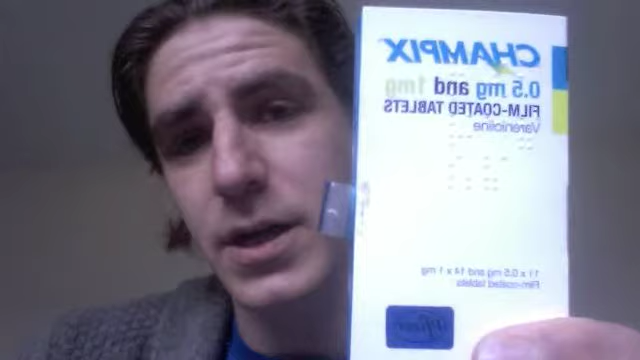 CHAMPIX
0.5 mg and 1mg
FILM-COATED TABLETS
Varenicline
11 x 0.5 mg and 14 x 1 mg
Film-coated tablets
Pfizer